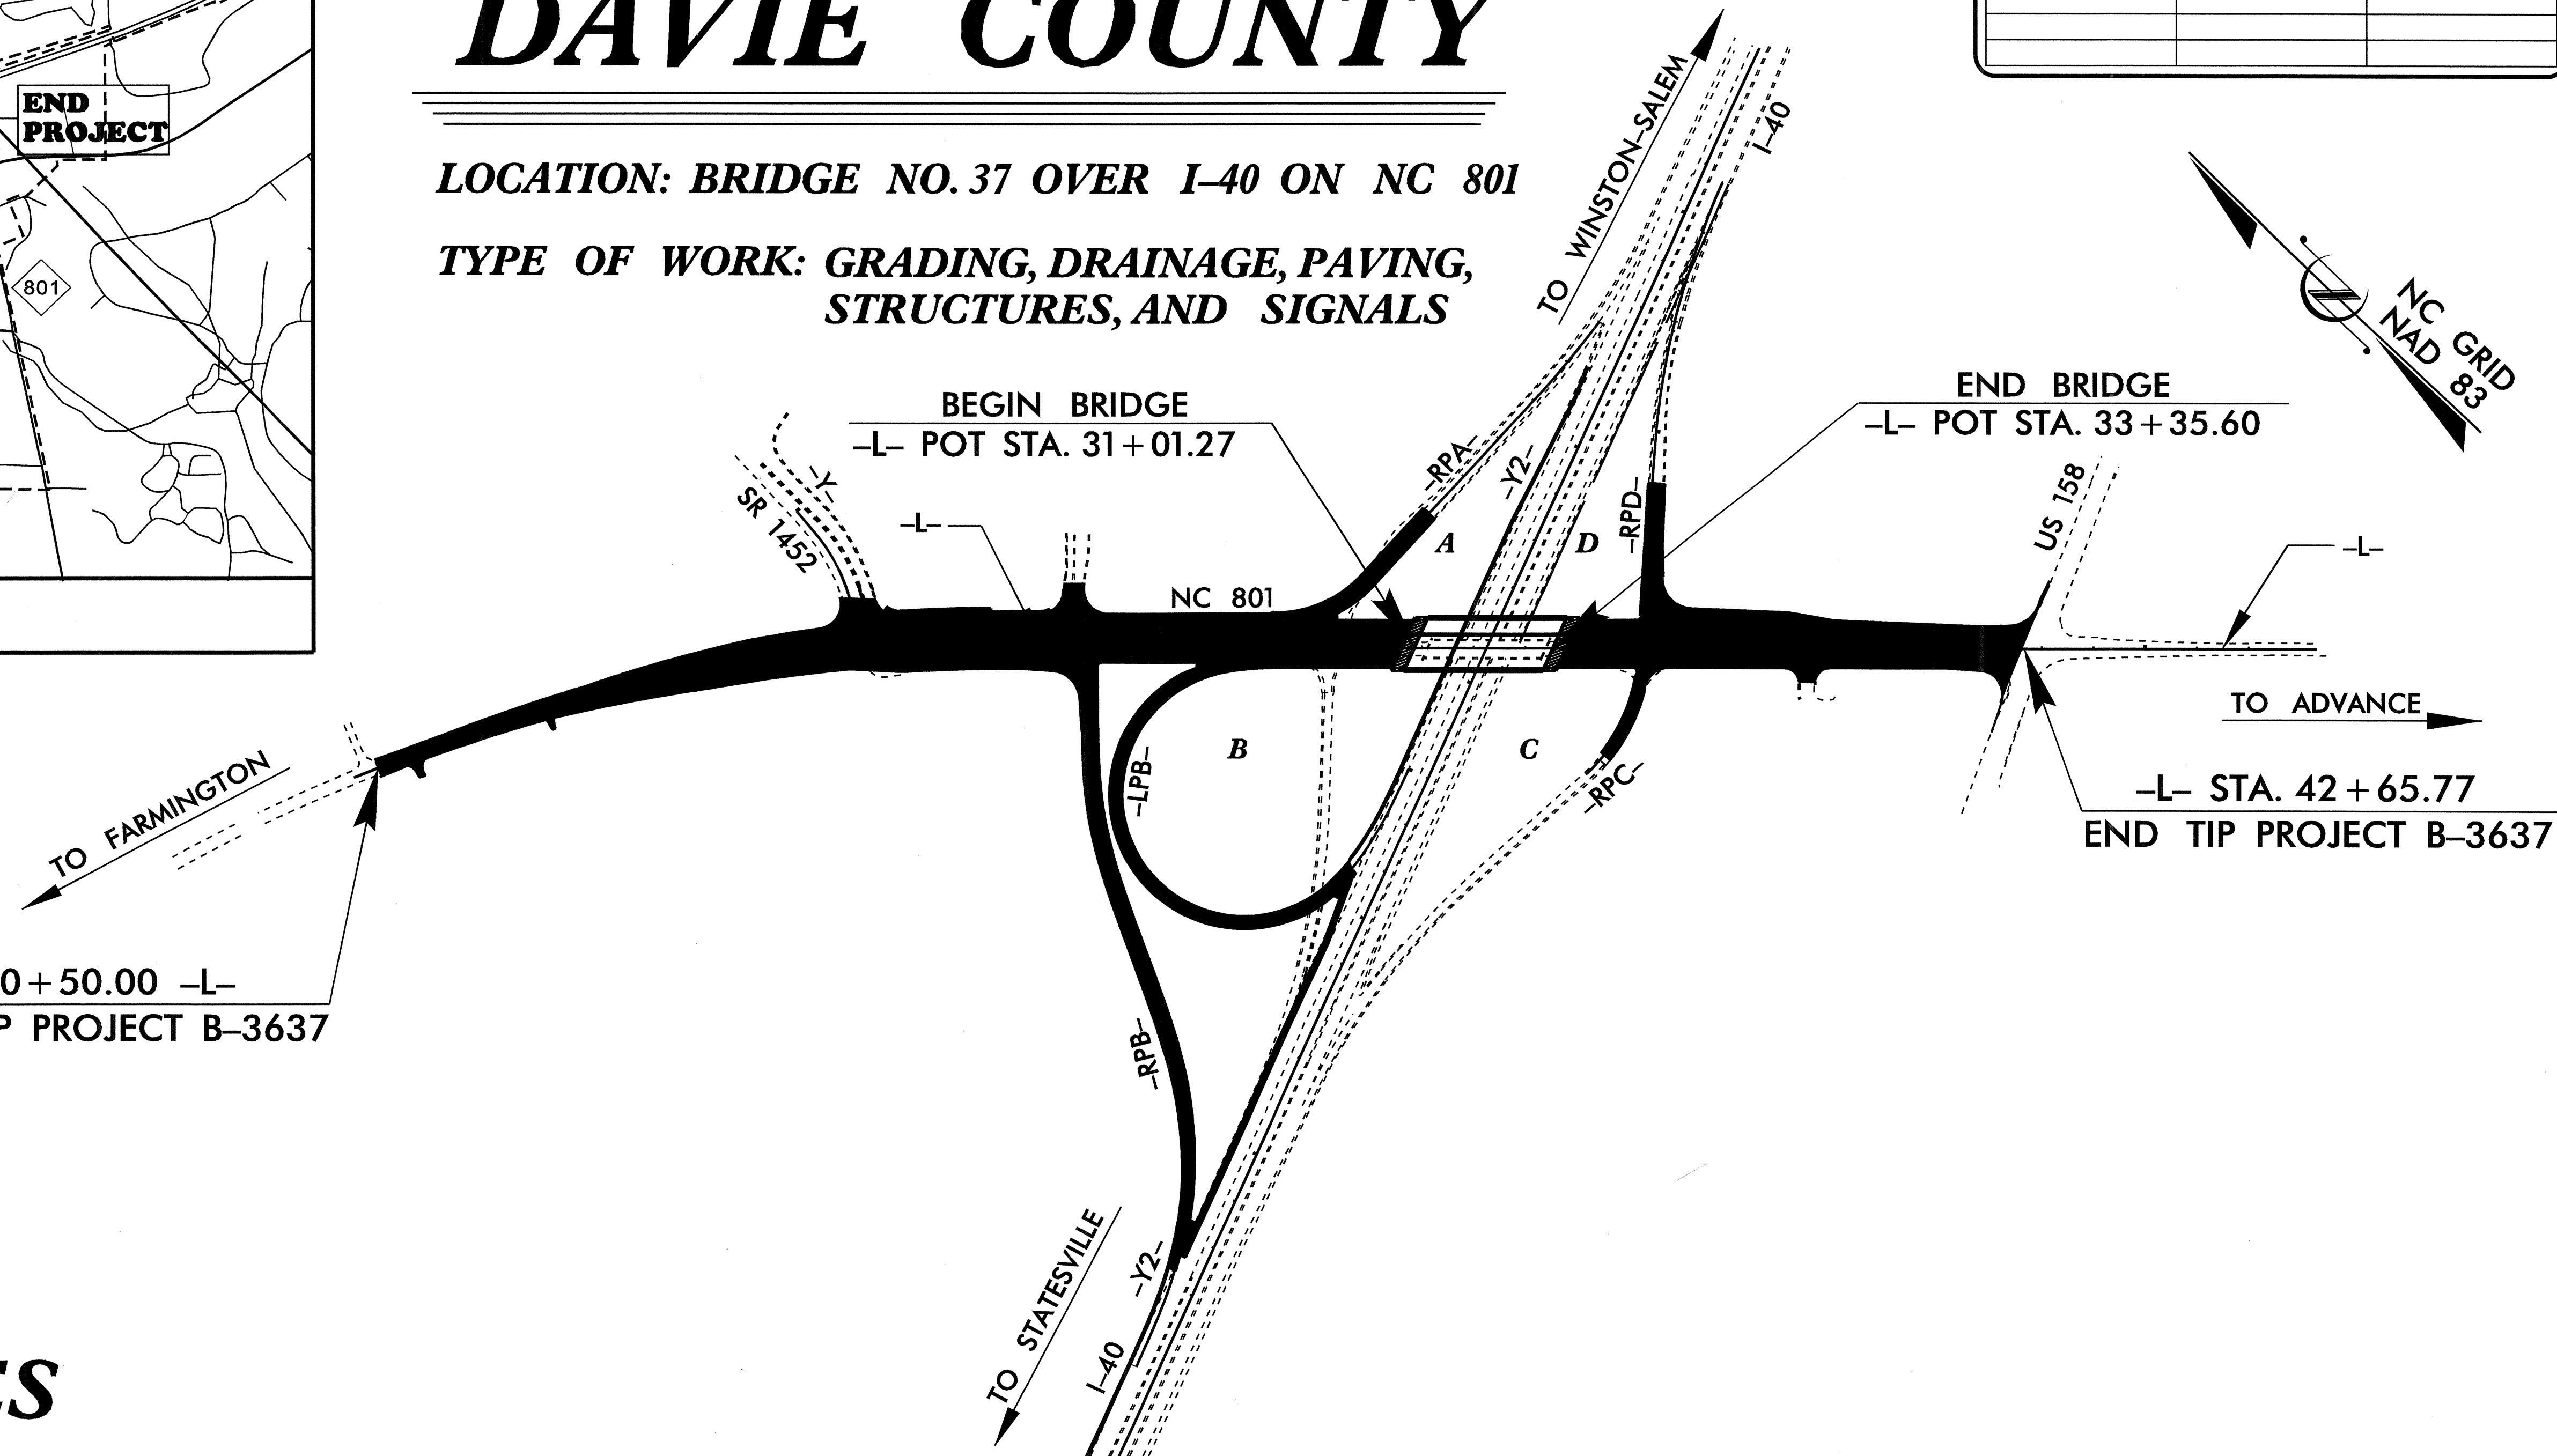 DAVIE COUNTY
END
PROJECT
801
LOCATION: BRIDGE NO. 37 OVER I–40 ON NC 801
TYPE OF WORK: GRADING, DRAINAGE, PAVING,
STRUCTURES, AND SIGNALS
TO WINSTON–SALEM
I–40
NC GRID
NAD 83
BEGIN BRIDGE
–L– POT STA. 31+01.27
END BRIDGE
–L– POT STA. 33+35.60
–Y–
SR 1452
–L–
–RPA–
–Y2–
–RPD–
A
D
US 158
–L–
NC 801
TO ADVANCE
B
C
–LPB–
–RPC–
–L– STA. 42+65.77
END TIP PROJECT B–3637
TO FARMINGTON
0+50.00 –L–
P PROJECT B–3637
–RPB–
–Y2–
TO STATESVILLE
I–40
ES